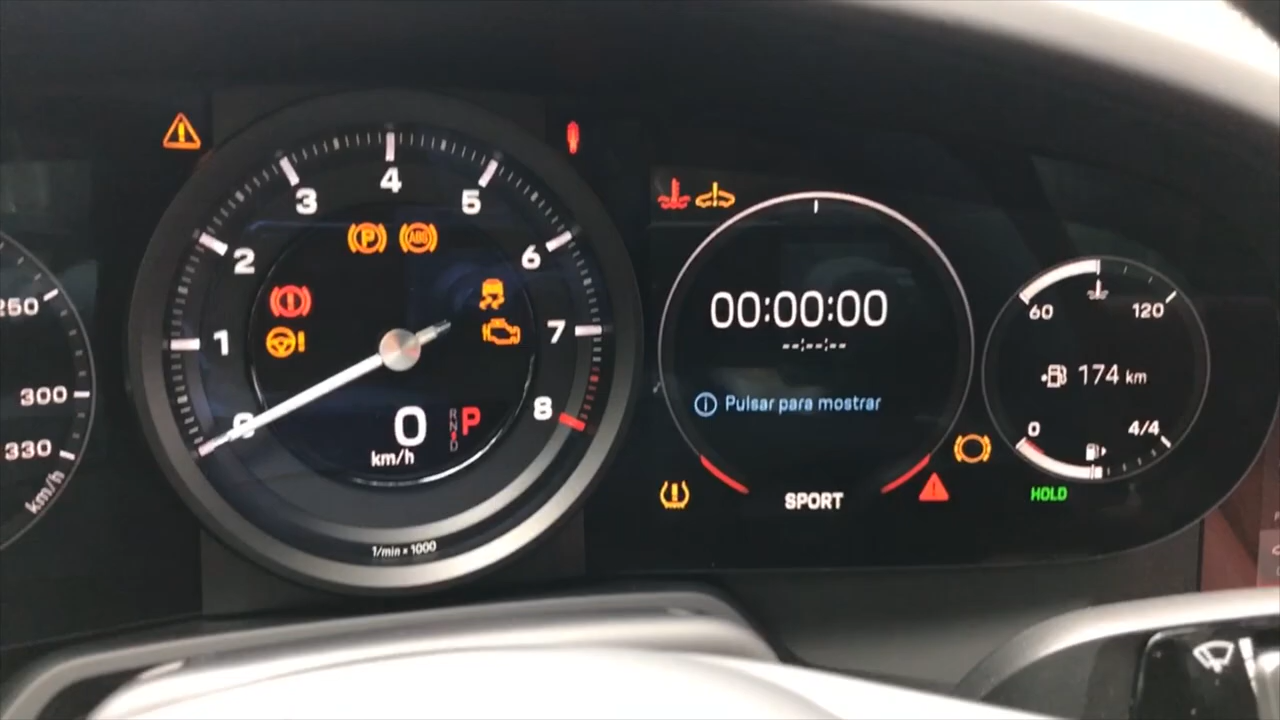 250
300
330
km/h
4
3
5
2
6
1
7
8
P
ABS
0
km/h
R
N
D
P
1/min × 1000
00:00:00
--:--:--
Pulsar para mostrar
SPORT
60
120
174 km
0
4/4
HOLD